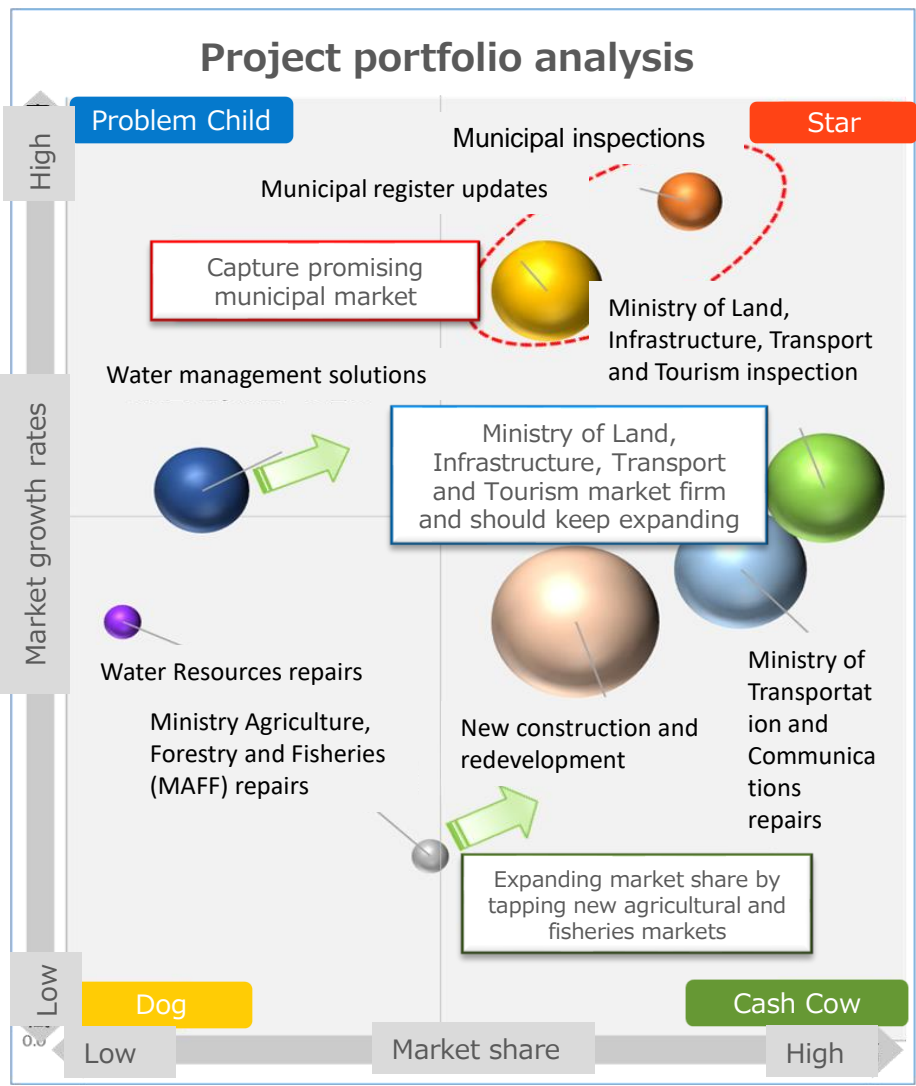 Project portfolio analysis
Problem Child
Star
High
Municipal inspections
Municipal register updates
Capture promising
municipal market
Ministry of Land,
Infrastructure, Transport
and Tourism inspection
Water management solutions
Ministry of Land,
Infrastructure, Transport
and Tourism market firm
and should keep expanding
Market growth rates
Water Resources repairs
Ministry Agriculture,
Forestry and Fisheries
(MAFF) repairs
New construction and
redevelopment
Ministry of
Transportat
ion and
Communica
tions
repairs
Expanding market share by
tapping new agricultural and
fisheries markets
Low
Dog
Cash Cow
0.0
Low
Market share
High